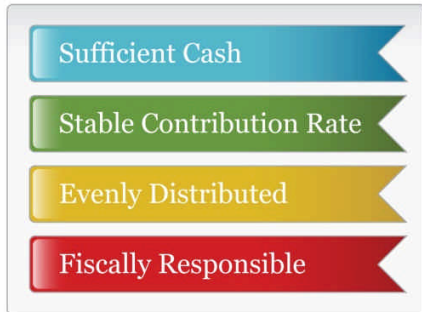 Sufficient Cash
Stable Contribution Rate
Evenly Distributed
Fiscally Responsible